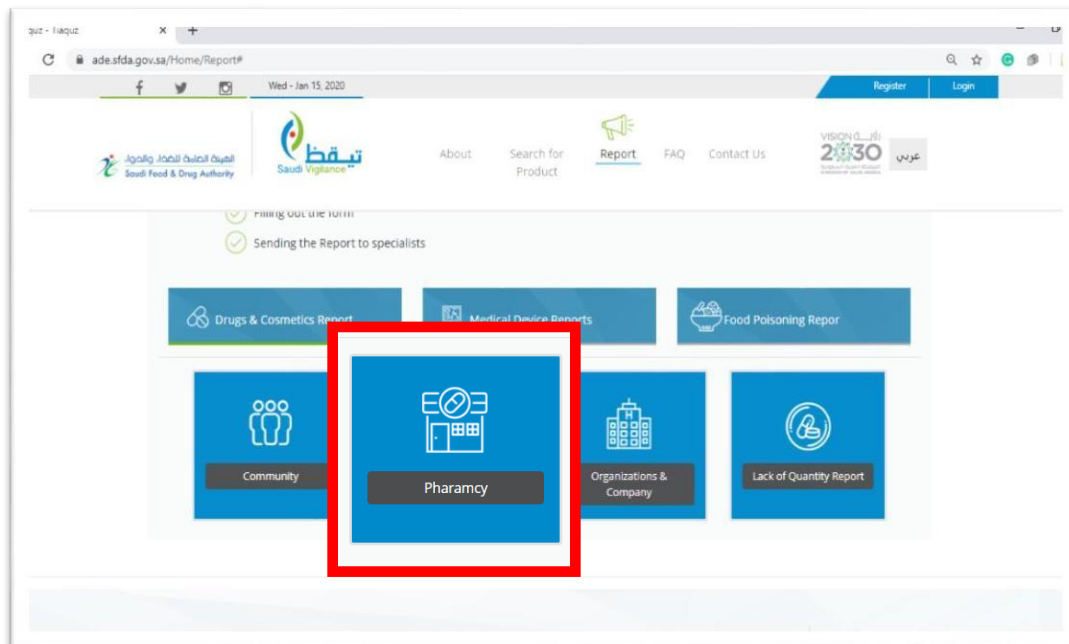 ade.sfda.gov.sa/Home/Report#
Wed - Jan 15, 2020
Register
Login
الهيئة العامة للغذاء والدواء
Saudi Food & Drug Authority
تيقظ
Saudi Vigilance
About
Search for
Product
Report
FAQ
Contact Us
VISION رؤية
2030
عربي
Filling out the form
Sending the Report to specialists
Drugs & Cosmetics Report
Medical Device Reports
Food Poisoning Repor
Community
Pharamcy
Organizations &
Company
Lack of Quantity Report